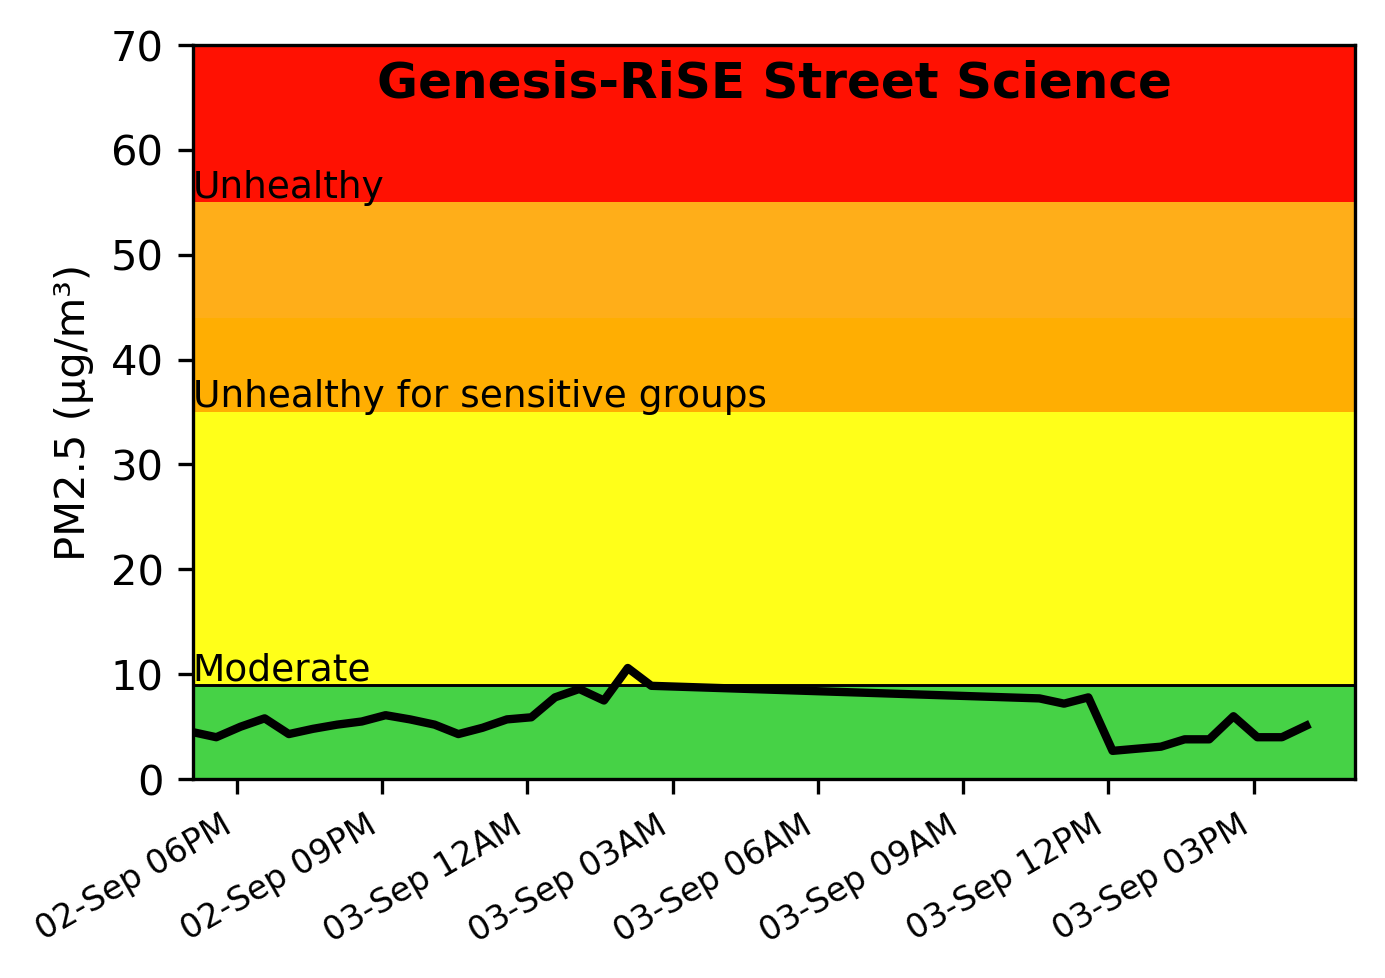 Genesis-RiSE Street Science
70
60
50
40
30
20
10
0
PM2.5 (µg/m³)
Unhealthy
Unhealthy for sensitive groups
Moderate
02-Sep 06PM
02-Sep 09PM
03-Sep 12AM
03-Sep 03AM
03-Sep 06AM
03-Sep 09AM
03-Sep 12PM
03-Sep 03PM